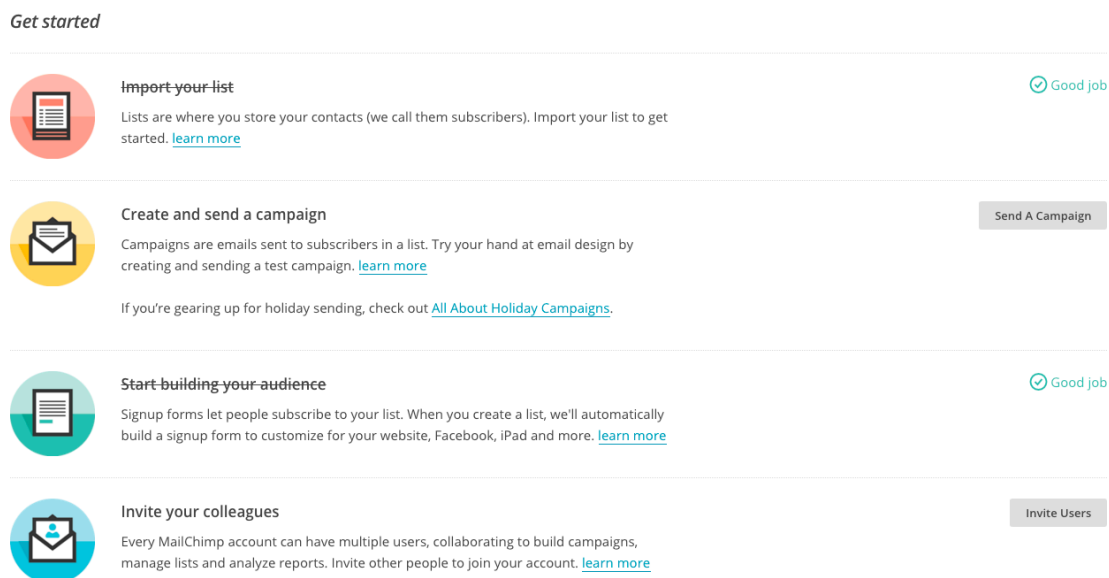 Get started
Import your list
Good job
Lists are where you store your contacts (we call them subscribers). Import your list to get
started. learn more
Create and send a campaign
Send A Campaign
Campaigns are emails sent to subscribers in a list. Try your hand at email design by
creating and sending a test campaign. learn more
If you’re gearing up for holiday sending, check out All About Holiday Campaigns.
Start building your audience
Good job
Signup forms let people subscribe to your list. When you create a list, we'll automatically
build a signup form to customize for your website, Facebook, iPad and more. learn more
Invite your colleagues
Invite Users
Every MailChimp account can have multiple users, collaborating to build campaigns,
manage lists and analyze reports. Invite other people to join your account. learn more